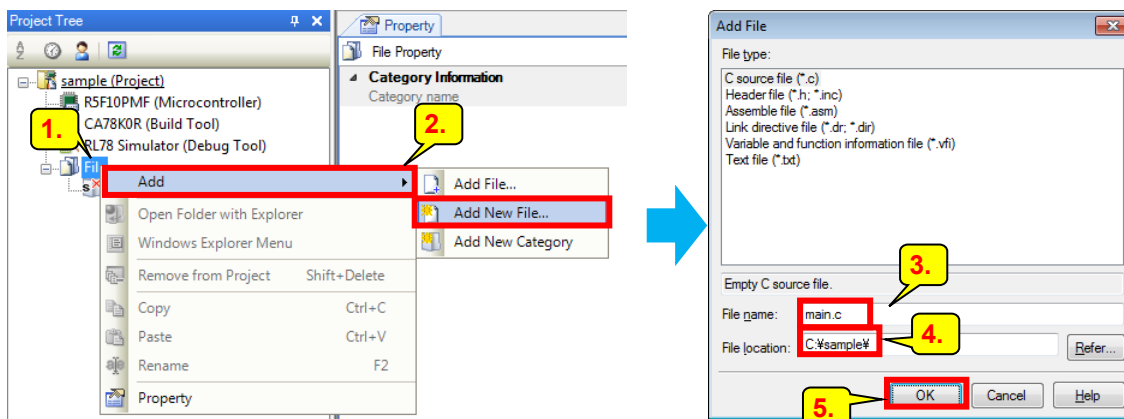 Project Tree
sample (Project)
R5F10PMF (Microcontroller)
CA78K0R (Build Tool)
RL78 Simulator (Debug Tool)
Fil
1.
Add
Open Folder with Explorer
Windows Explorer Menu
Remove from Project Shift+Delete
Copy Ctrl+C
Paste Ctrl+V
Rename F2
Property
Property
File Property
Category Information
Category name
2.
Add File...
Add New File...
Add New Category
Add File
File type:
C source file (*.c)
Header file (*.h; *.inc)
Assemble file (*.asm)
Link directive file (*.dr; *.dir)
Variable and function information file (*.vfi)
Text file (*.txt)
Empty C source file.
3.
File name: main.c
4.
File location: C:¥sample¥ Refer...
5.
OK Cancel Help